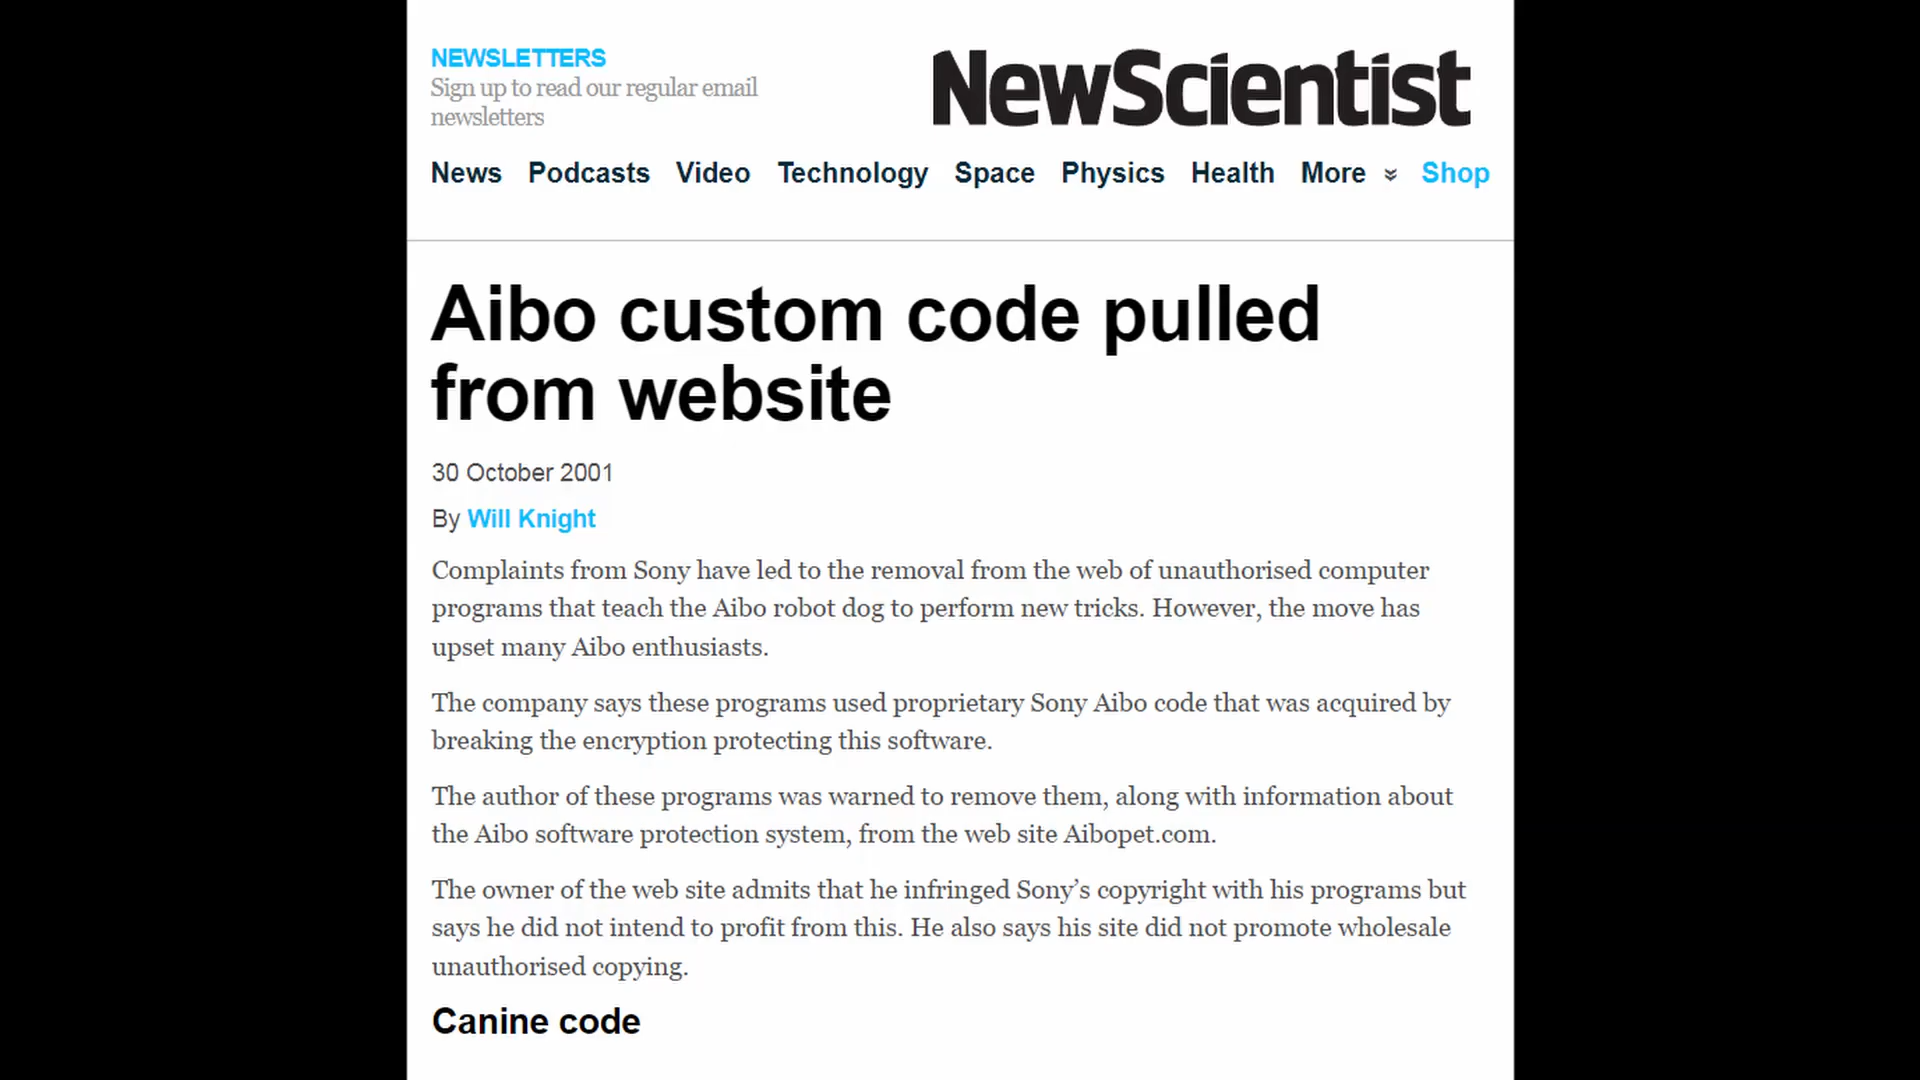 NEWSLETTERS
Sign up to read our regular email
newsletters
NewScientist
News Podcasts Video Technology Space Physics Health More Shop
Aibo custom code pulled
from website
30 October 2001
By Will Knight
Complaints from Sony have led to the removal from the web of unauthorised computer
programs that teach the Aibo robot dog to perform new tricks. However, the move has
upset many Aibo enthusiasts.
The company says these programs used proprietary Sony Aibo code that was acquired by
breaking the encryption protecting this software.
The author of these programs was warned to remove them, along with information about
the Aibo software protection system, from the web site Aibopet.com.
The owner of the web site admits that he infringed Sony’s copyright with his programs but
says he did not intend to profit from this. He also says his site did not promote wholesale
unauthorised copying.
Canine code